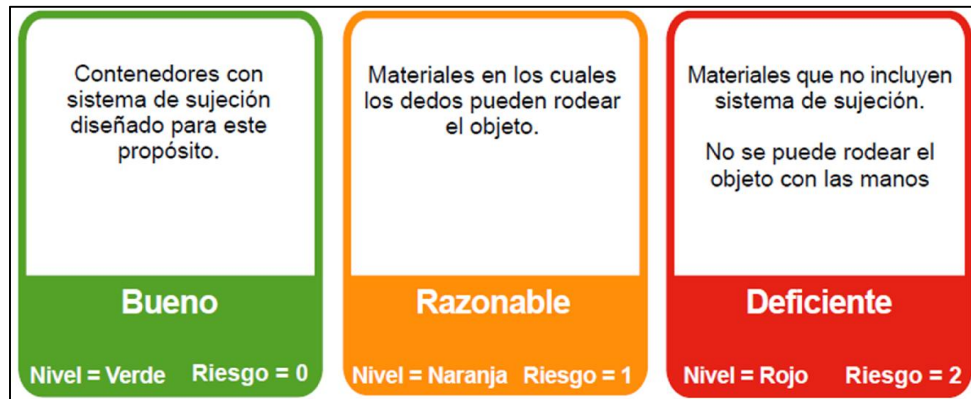 Contenedores con
sistema de sujeción
diseñado para este
propósito.
Bueno
Nivel = Verde Riesgo = 0
Materiales en los cuales
los dedos pueden rodear
el objeto.
Razonable
Nivel = Naranja Riesgo = 1
Materiales que no incluyen
sistema de sujeción.
No se puede rodear el
objeto con las manos
Deficiente
Nivel = Rojo Riesgo = 2